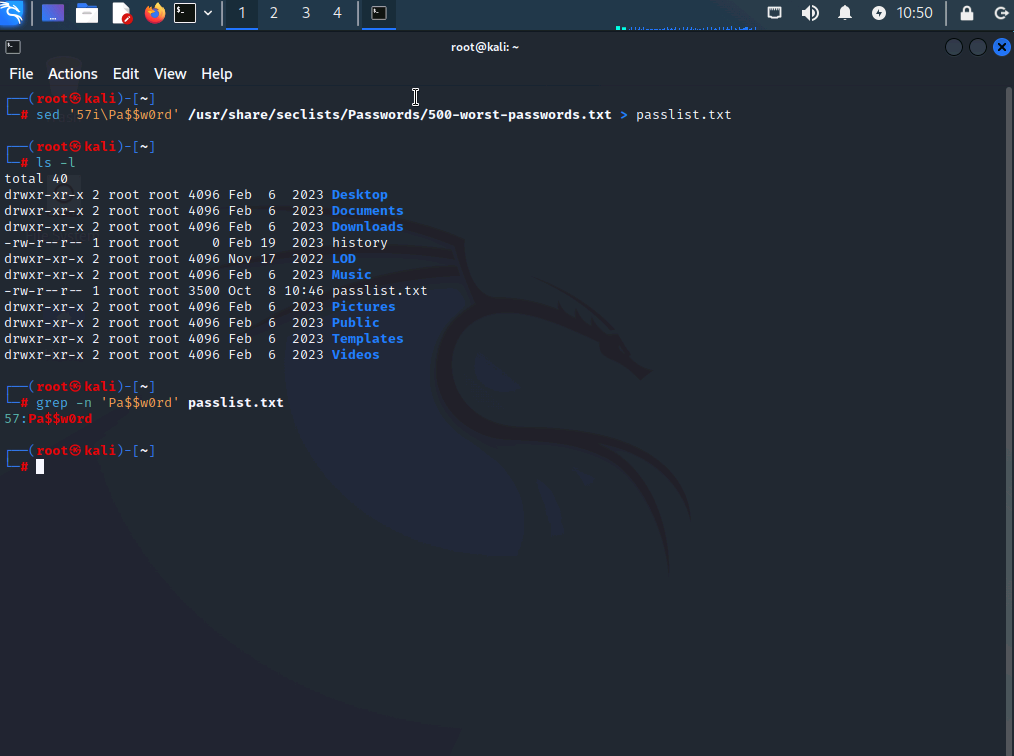 1 2 3 4 10:50
root@kali: ~
File Actions Edit View Help
┌──(root㉿kali)-[~]
└─# sed '57i\Pa$$w0rd' /usr/share/seclists/Passwords/500-worst-passwords.txt > passlist.txt
┌──(root㉿kali)-[~]
└─# ls -l
total 40
drwxr-xr-x 2 root root 4096 Feb  6  2023 Desktop
drwxr-xr-x 2 root root 4096 Feb  6  2023 Documents
drwxr-xr-x 2 root root 4096 Feb  6  2023 Downloads
-rw-r--r-- 1 root root    0 Feb 19  2023 history
drwxr-xr-x 2 root root 4096 Nov 17  2022 LOD
drwxr-xr-x 2 root root 4096 Feb  6  2023 Music
-rw-r--r-- 1 root root 3500 Oct  8 10:46 passlist.txt
drwxr-xr-x 2 root root 4096 Feb  6  2023 Pictures
drwxr-xr-x 2 root root 4096 Feb  6  2023 Public
drwxr-xr-x 2 root root 4096 Feb  6  2023 Templates
drwxr-xr-x 2 root root 4096 Feb  6  2023 Videos
┌──(root㉿kali)-[~]
└─# grep -n 'Pa$$w0rd' passlist.txt
57:Pa$$w0rd
┌──(root㉿kali)-[~]
└─#